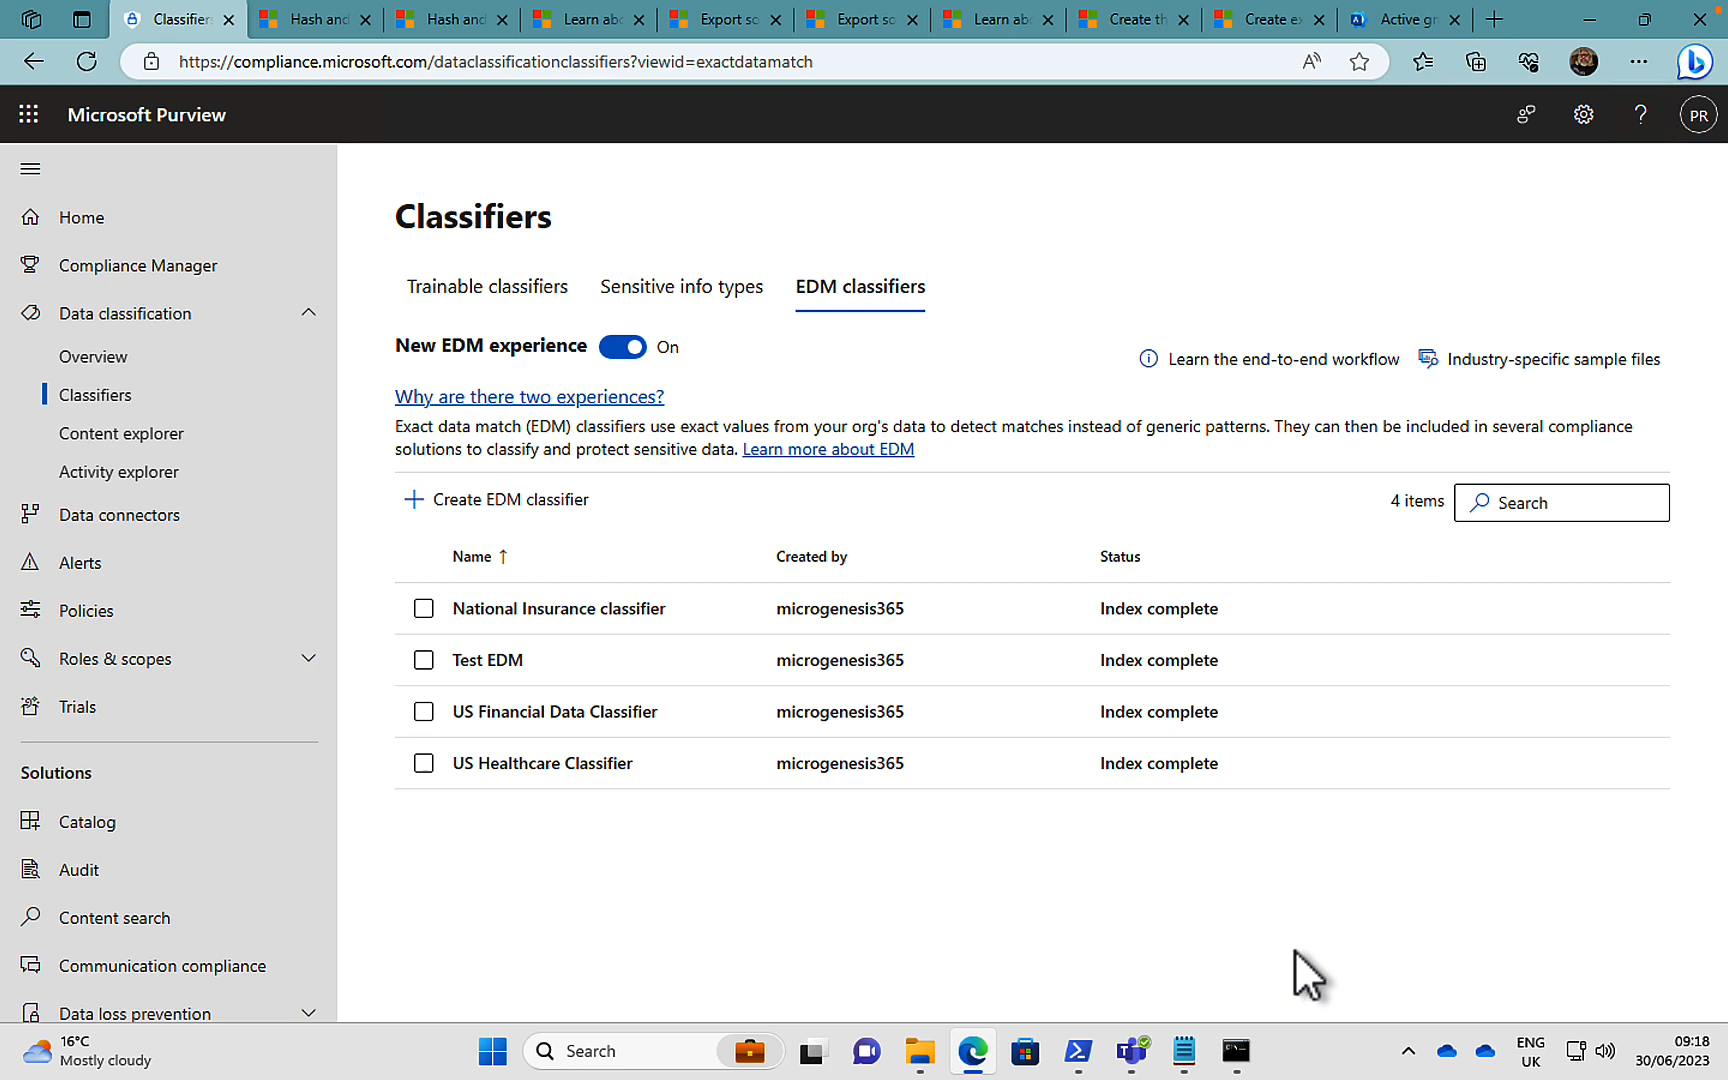 Classifiers
Hash and
Hash and
Learn abo
Export so
Export so
Learn abo
Create th
Create ex
Active gr
https://compliance.microsoft.com/dataclassificationclassifiers?viewid=exactdatamatch
Microsoft Purview
PR
Home
Compliance Manager
Data classification
Overview
Classifiers
Content explorer
Activity explorer
Data connectors
Alerts
Policies
Roles & scopes
Trials
Solutions
Catalog
Audit
Content search
Communication compliance
Data loss prevention
Classifiers
Trainable classifiers
Sensitive info types
EDM classifiers
New EDM experience
On
Learn the end-to-end workflow
Industry-specific sample files
Why are there two experiences?
Exact data match (EDM) classifiers use exact values from your org's data to detect matches instead of generic patterns. They can then be included in several compliance
solutions to classify and protect sensitive data. Learn more about EDM
Create EDM classifier
4 items
Search
Name ↑
Created by
Status
National Insurance classifier
microgenesis365
Index complete
Test EDM
microgenesis365
Index complete
US Financial Data Classifier
microgenesis365
Index complete
US Healthcare Classifier
microgenesis365
Index complete
16°C
Mostly cloudy
Search
ENG
UK
09:18
30/06/2023